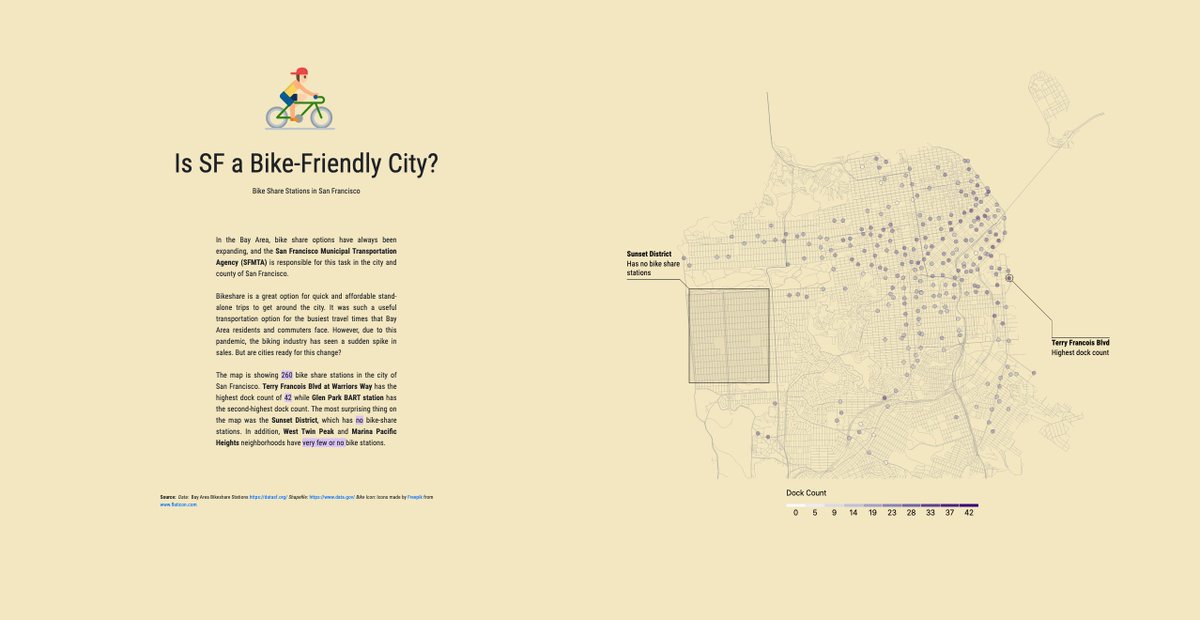 Is SF a Bike-Friendly City?
Bike Share Stations in San Francisco
In the Bay Area, bike share options have always been
expanding, and the San Francisco Municipal Transportation
Agency (SFMTA) is responsible for this task in the city and
county of San Francisco.
Bikeshare is a great option for quick and affordable stand-
alone trips to get around the city. It was such a useful
transportation option for the busiest travel times that Bay
Area residents and commuters face. However, due to this
pandemic, the biking industry has seen a sudden spike in
sales. But are cities ready for this change?
The map is showing 260 bike share stations in the city of
San Francisco. Terry Francois Blvd at Warriors Way has the
highest dock count of 42 while Glen Park BART station has
the second-highest dock count. The most surprising thing on
the map was the Sunset District, which has no bike-share
stations. In addition, West Twin Peak and Marina Pacific
Heights neighborhoods have very few or no bike stations.
Source: Data: Bay Area Bikeshare Stations https://datasf.org/ Shapefile: https://www.data.gov/ Bike Icon: Icons made by Freepik from
www.flaticon.com
Sunset District
Has no bike share
stations
Terry Francois Blvd
Highest dock count
Dock Count
0 5 9 14 19 23 28 33 37 42